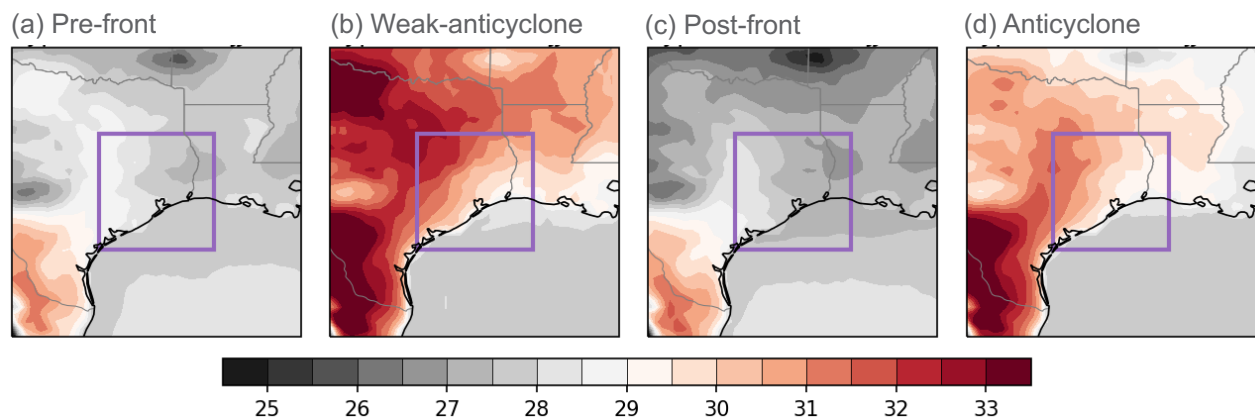 (a) Pre-front
(b) Weak-anticyclone
(c) Post-front
(d) Anticyclone
25 26 27 28 29 30 31 32 33